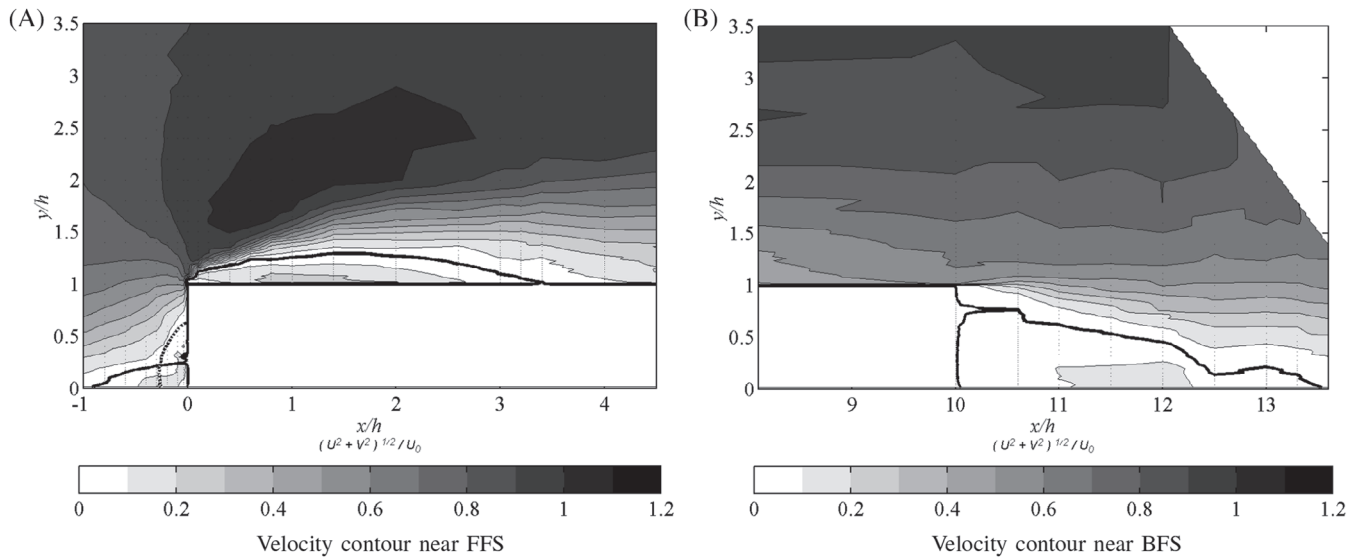 (A)
3.5
3
2.5
2
1.5
1
0.5
0
y/h
-1 0 1 2 3 4
x/h
(U² + V²)^1/2 / U₀
0 0.2 0.4 0.6 0.8 1 1.2
Velocity contour near FFS
(B)
3.5
3
2.5
2
1.5
1
0.5
0
y/h
9 10 11 12 13
x/h
(U² + V²)^1/2 / U₀
0 0.2 0.4 0.6 0.8 1 1.2
Velocity contour near BFS